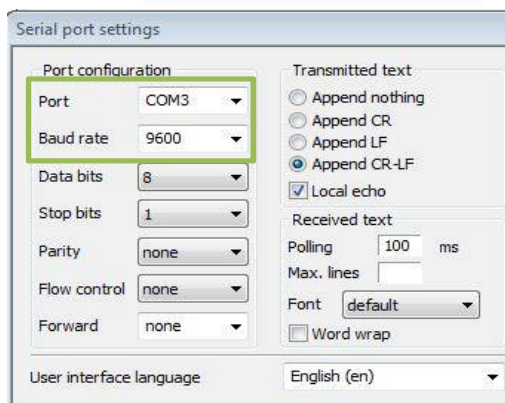 Serial port settings
Port configuration
Port COM3
Baud rate 9600
Data bits 8
Stop bits 1
Parity none
Flow control none
Forward none
Transmitted text
Append nothing
Append CR
Append LF
Append CR-LF
Local echo
Received text
Polling 100 ms
Max. lines
Font default
Word wrap
User interface language English (en)